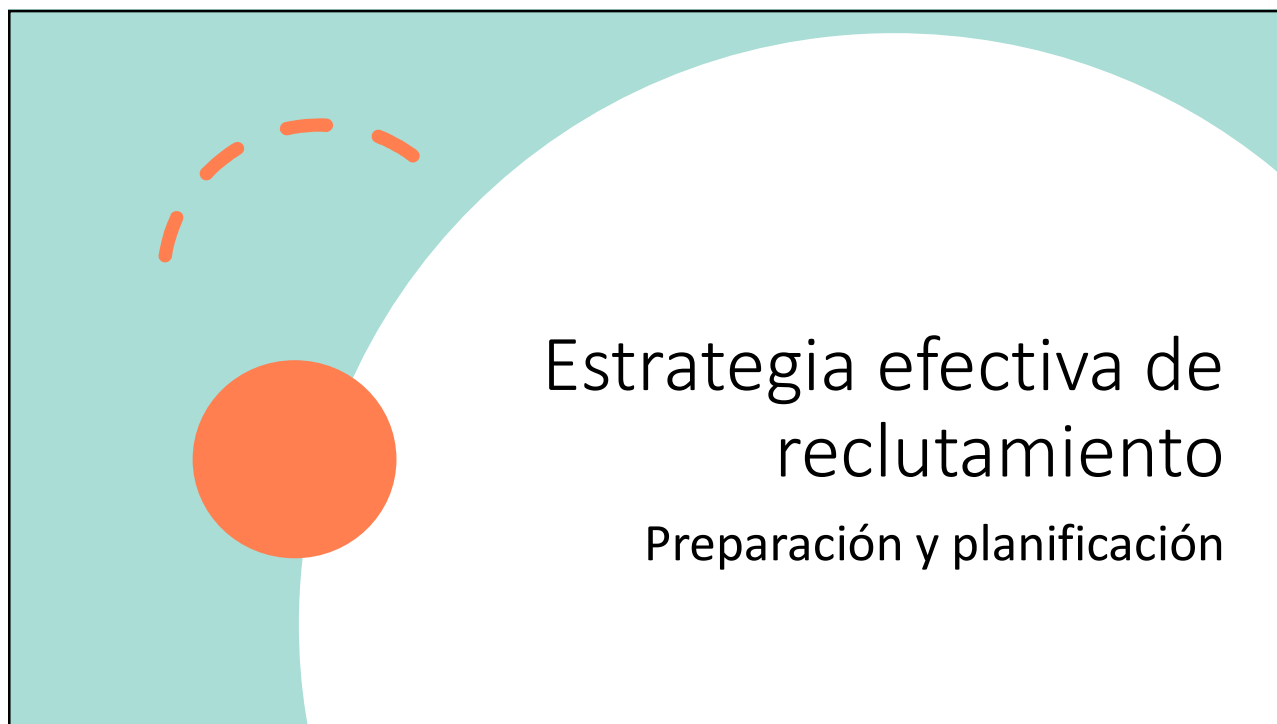 Estrategia efectiva de
reclutamiento
Preparación y planificación